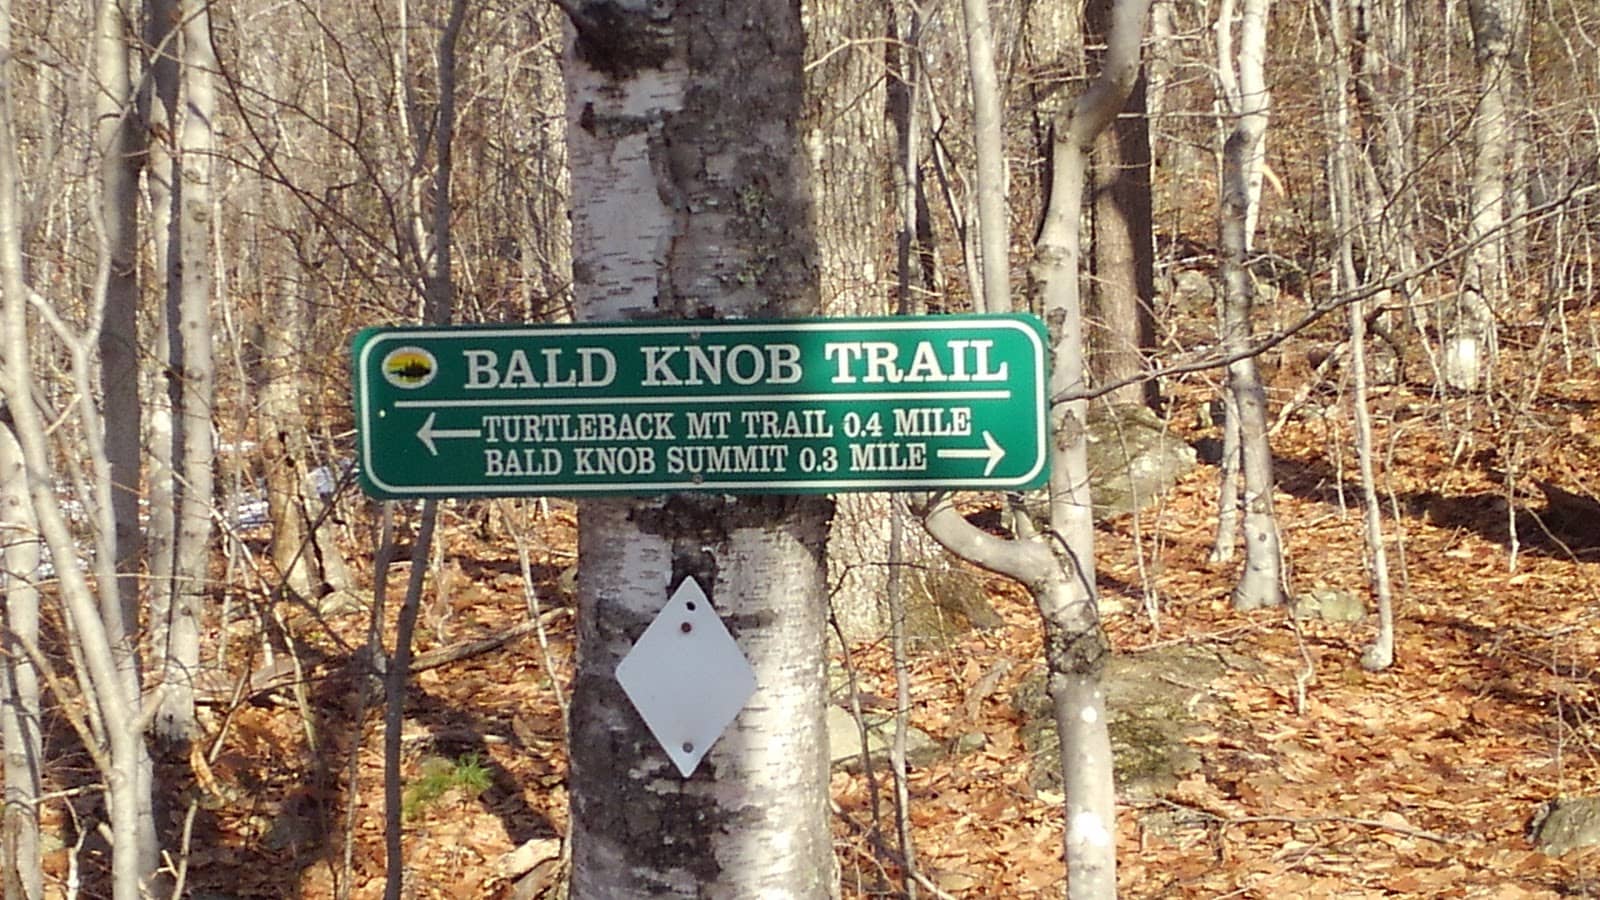 BALD KNOB TRAIL
← TURTLEBACK MT TRAIL 0.4 MILE
BALD KNOB SUMMIT 0.3 MILE →